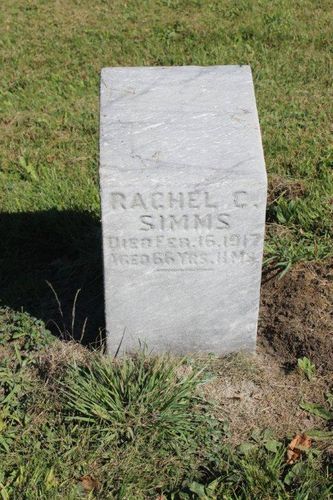 RACHEL C.
SIMMS
DIED FEB. 16, 1917
AGED 66 YRS. 11 MS.